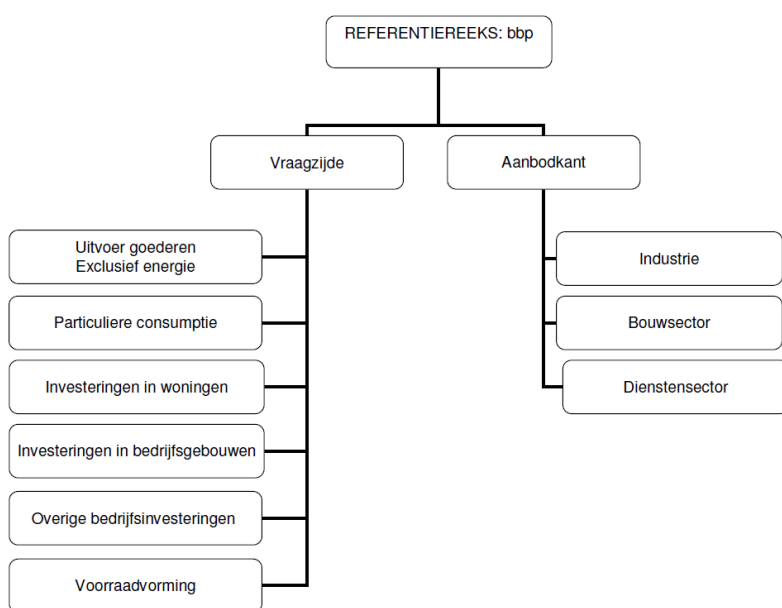 REFERENTIEREEKS: bbp
Vraagzijde
Aanbodkant
Uitvoer goederen
Exclusief energie
Particuliere consumptie
Investeringen in woningen
Investeringen in bedrijfsgebouwen
Overige bedrijfsinvesteringen
Voorraadvorming
Industrie
Bouwsector
Dienstensector